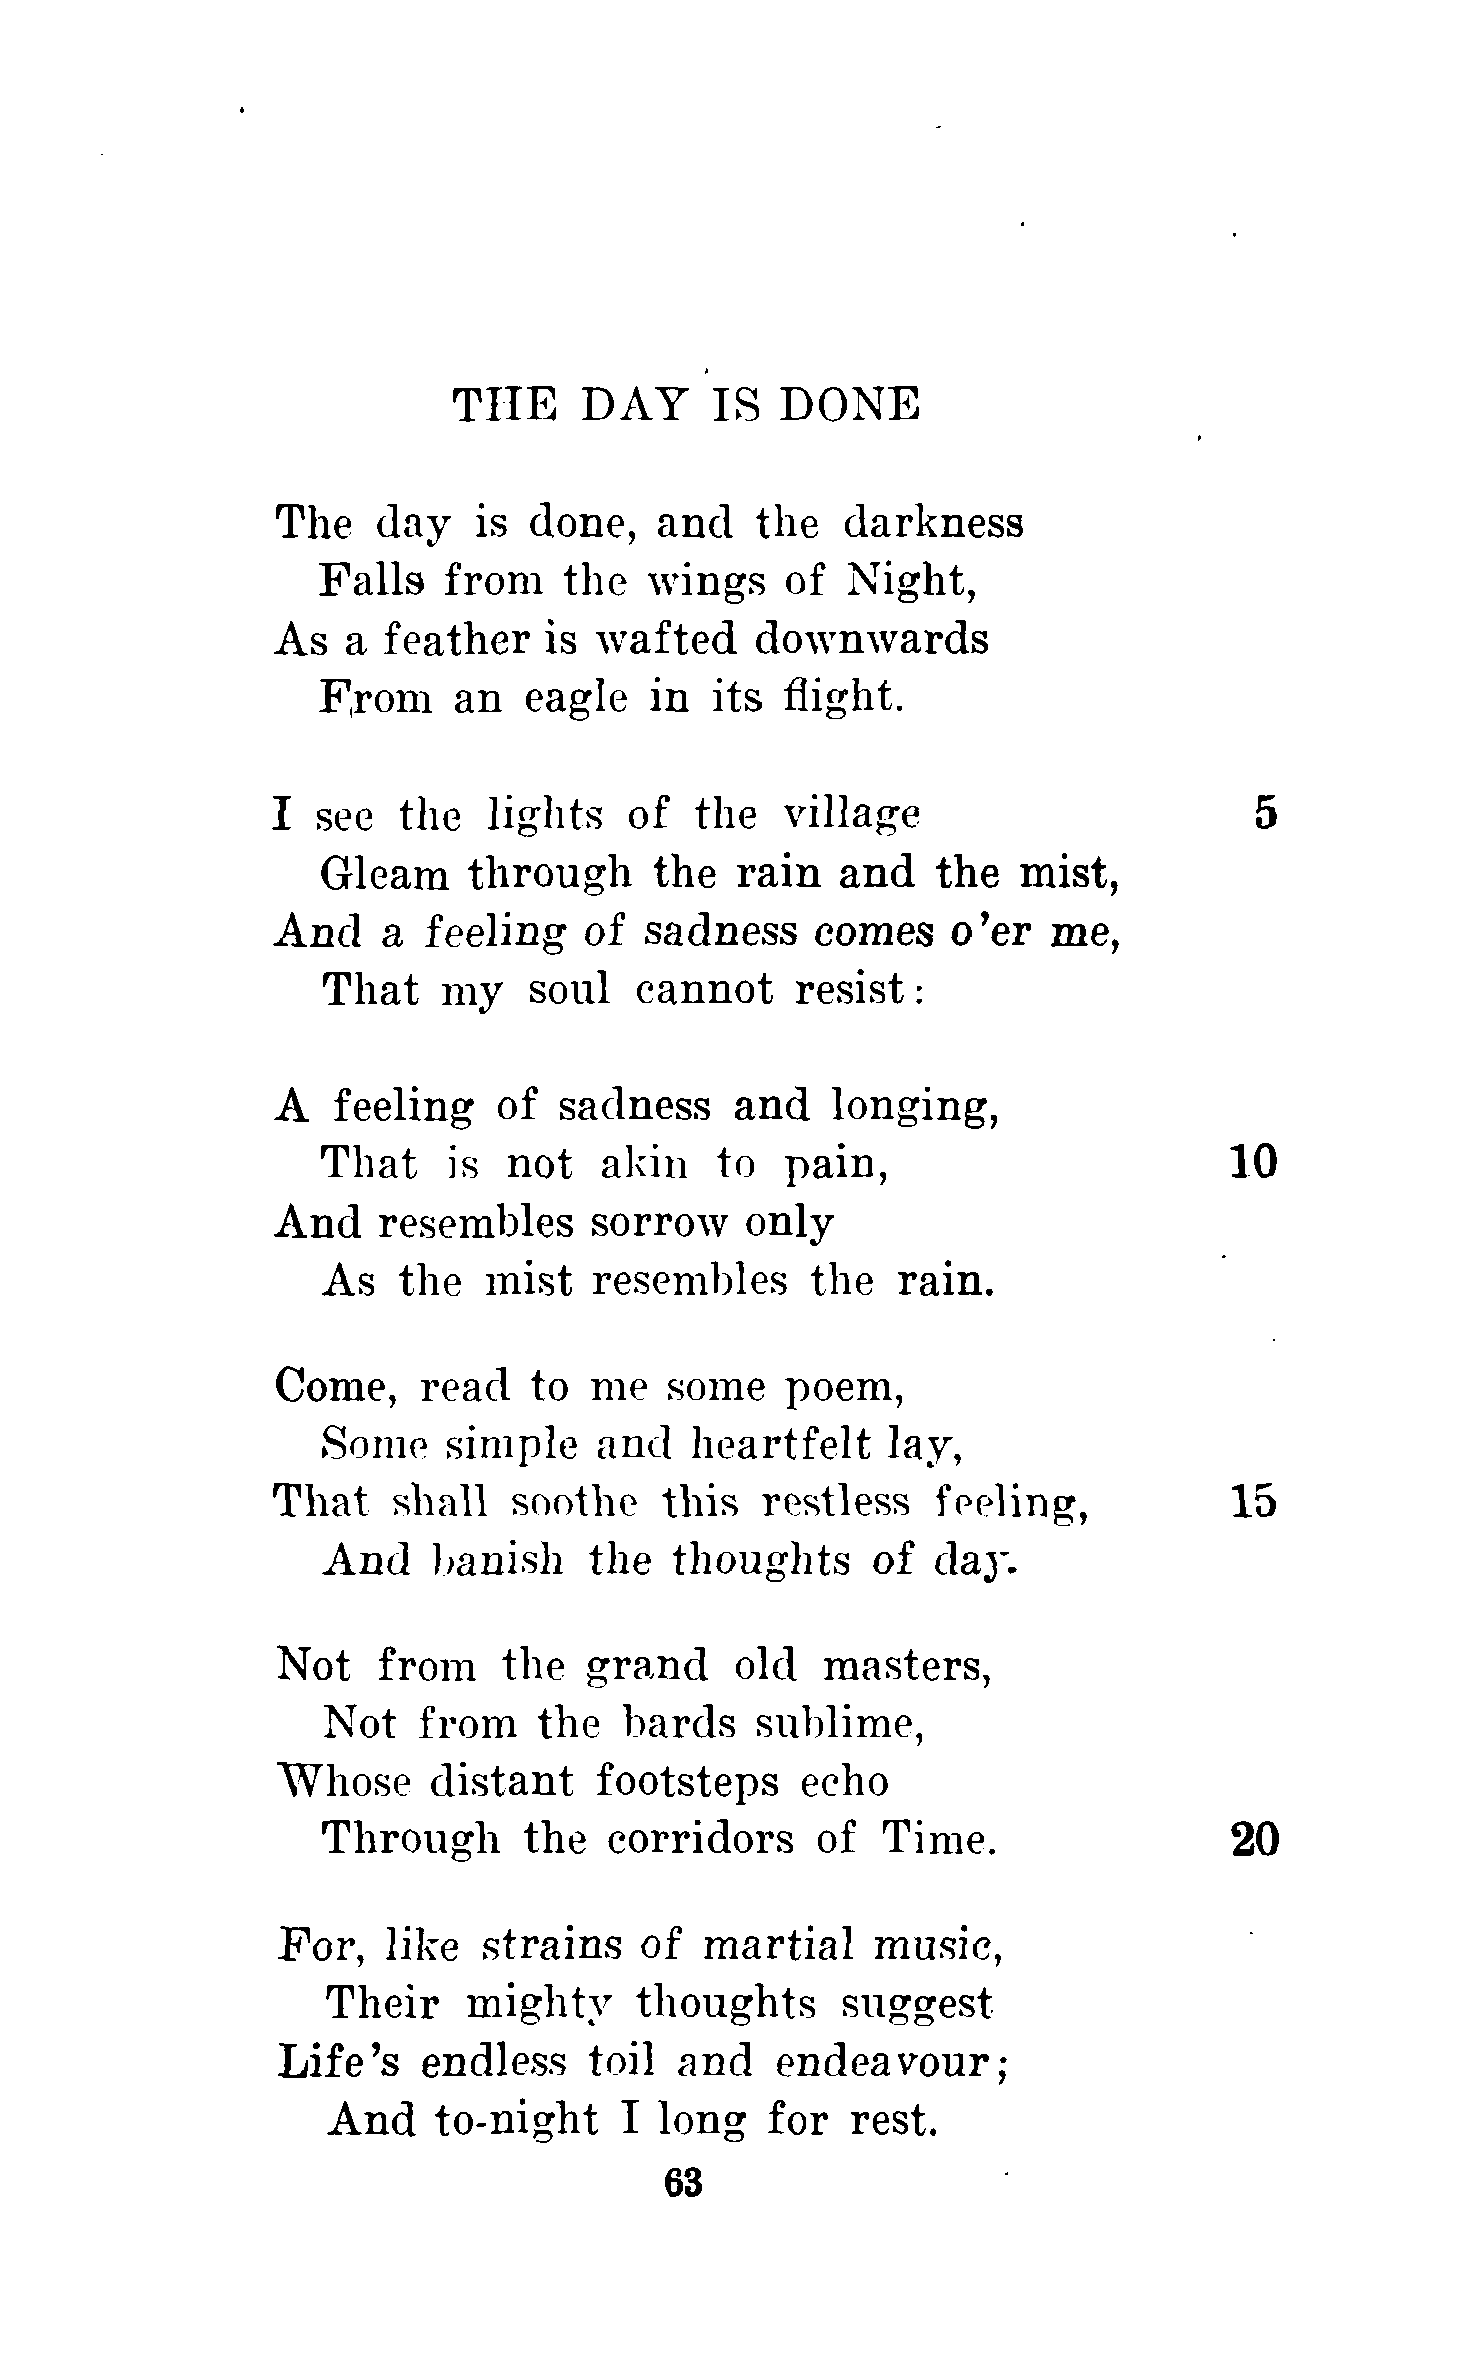 THE DAY IS DONE
The day is done, and the darkness
Falls from the wings of Night,
As a feather is wafted downwards
From an eagle in its flight.
I see the lights of the village 5
Gleam through the rain and the mist,
And a feeling of sadness comes o'er me,
That my soul cannot resist:
A feeling of sadness and longing,
That is not akin to pain, 10
And resembles sorrow only
As the mist resembles the rain.
Come, read to me some poem,
Some simple and heartfelt lay,
That shall soothe this restless feeling, 15
And banish the thoughts of day.
Not from the grand old masters,
Not from the bards sublime,
Whose distant footsteps echo
Through the corridors of Time. 20
For, like strains of martial music,
Their mighty thoughts suggest
Life's endless toil and endeavour;
And to-night I long for rest.
63